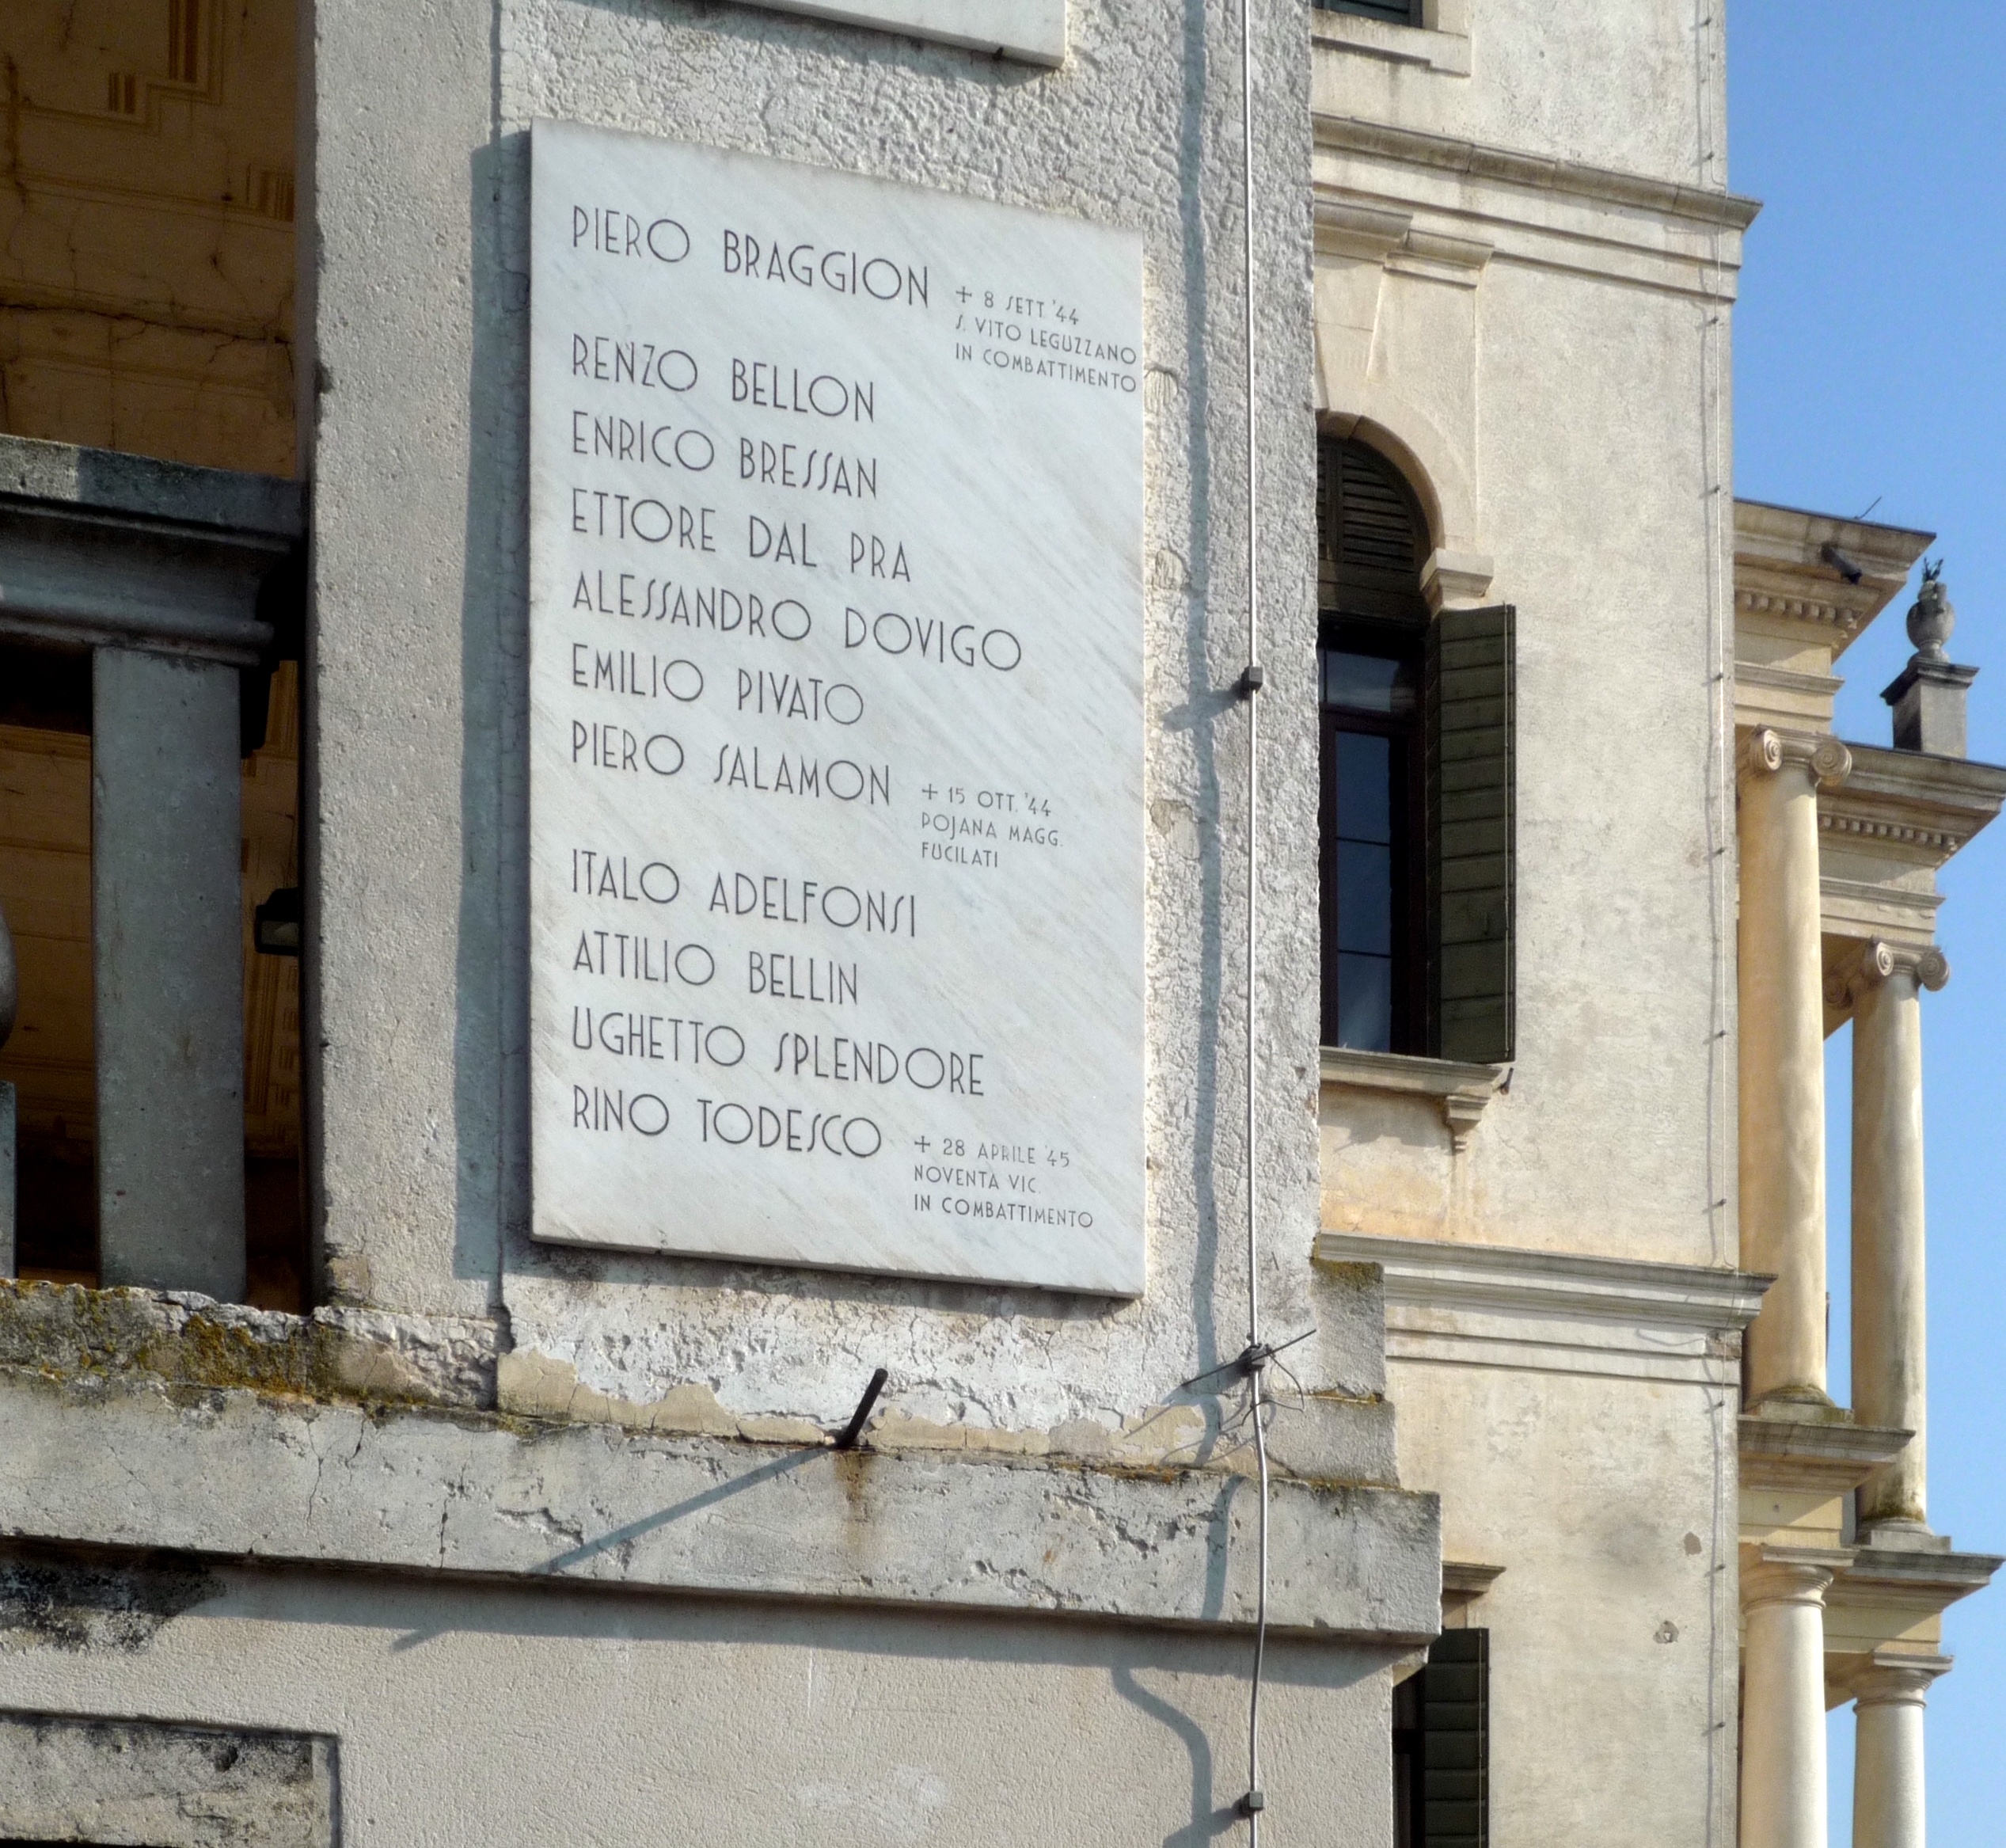 PIERO BRAGGION
+ 8 SETT. '44
S. VITO LEGUZZANO
IN COMBATTIMENTO
RENZO BELLON
ENRICO BRESSAN
ETTORE DAL PRA
ALESSANDRO DOVIGO
EMILIO PIVATO
PIERO SALAMON
+ 15 OTT. '44
POJANA MAGG.
FUCILATI
ITALO ADELFONSI
ATTILIO BELLIN
UGHETTO SPLENDORE
RINO TODESCO
+ 28 APRILE '45
NOVENTA VIC.
IN COMBATTIMENTO